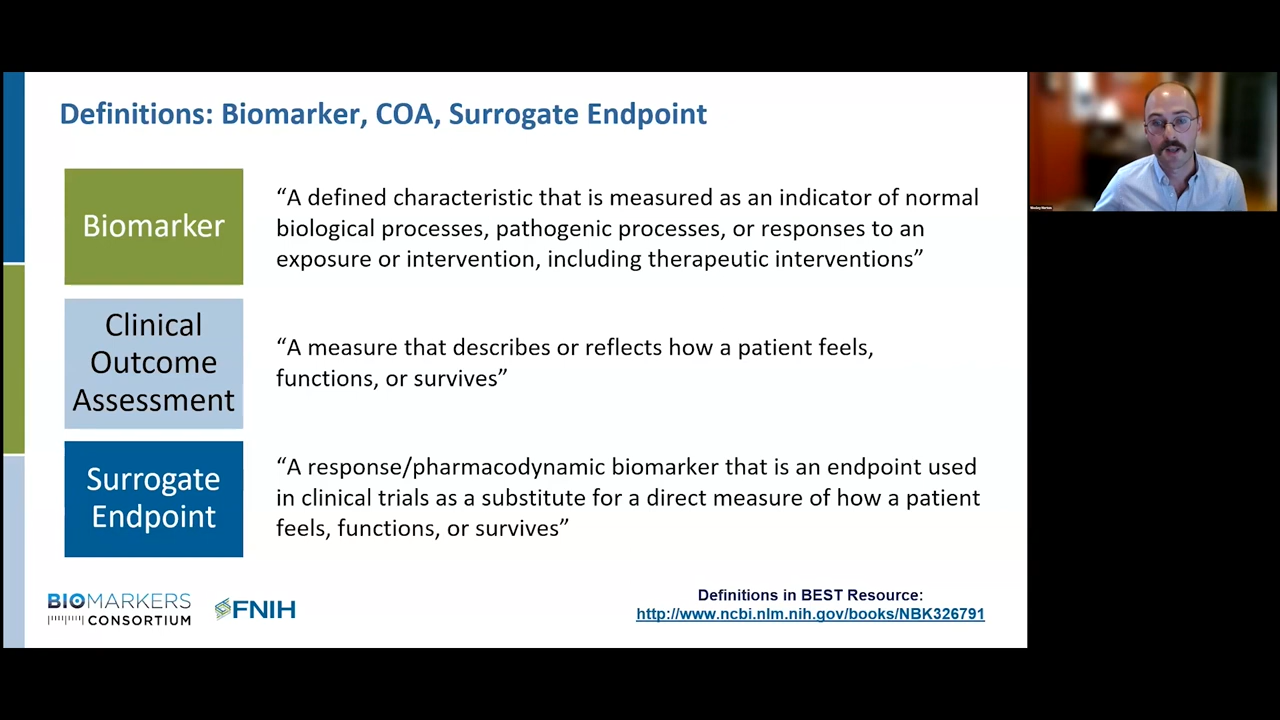 Definitions: Biomarker, COA, Surrogate Endpoint
Biomarker
“A defined characteristic that is measured as an indicator of normal
biological processes, pathogenic processes, or responses to an
exposure or intervention, including therapeutic interventions”
Clinical
Outcome
Assessment
“A measure that describes or reflects how a patient feels,
functions, or survives”
Surrogate
Endpoint
“A response/pharmacodynamic biomarker that is an endpoint used
in clinical trials as a substitute for a direct measure of how a patient
feels, functions, or survives”
BIOMARKERS
CONSORTIUM
FNIH
Definitions in BEST Resource:
http://www.ncbi.nlm.nih.gov/books/NBK326791